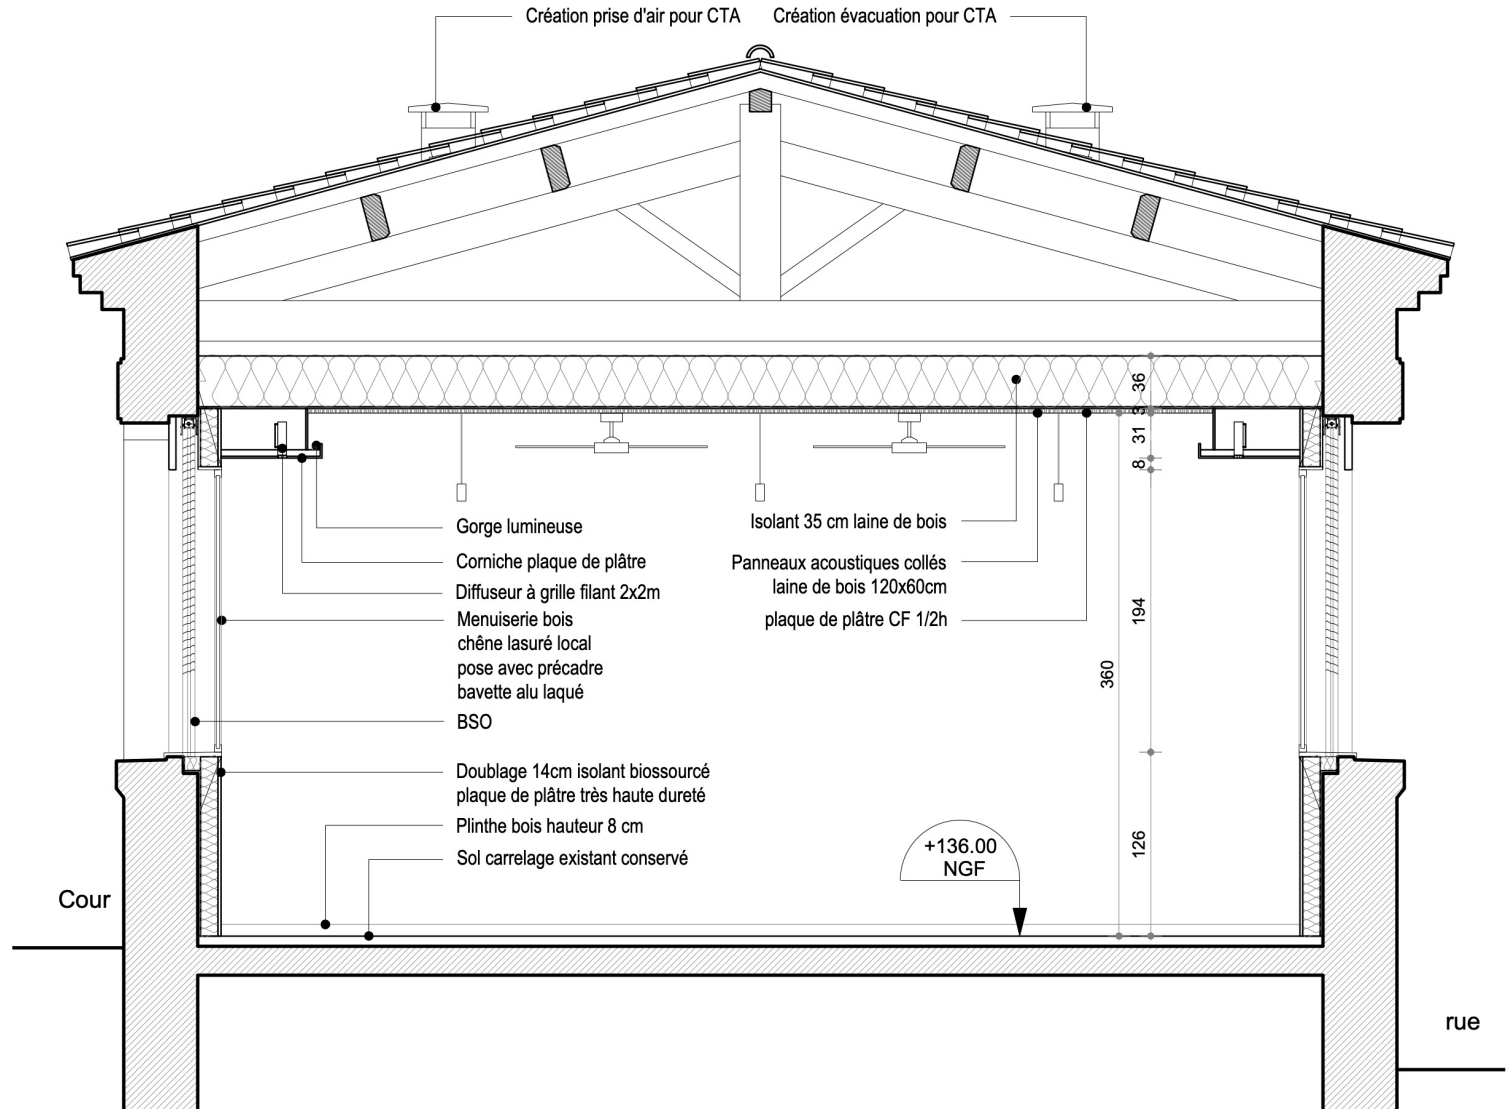 Création prise d'air pour CTA
Création évacuation pour CTA
36
3
31
8
Gorge lumineuse
Corniche plaque de plâtre
Diffuseur à grille filant 2x2m
Menuiserie bois
chêne lasuré local
pose avec précadre
bavette alu laqué
BSO
Doublage 14cm isolant biossourcé
plaque de plâtre très haute dureté
Plinthe bois hauteur 8 cm
Sol carrelage existant conservé
Isolant 35 cm laine de bois
Panneaux acoustiques collés
laine de bois 120x60cm
plaque de plâtre CF 1/2h
194
360
126
+136.00
NGF
Cour
rue